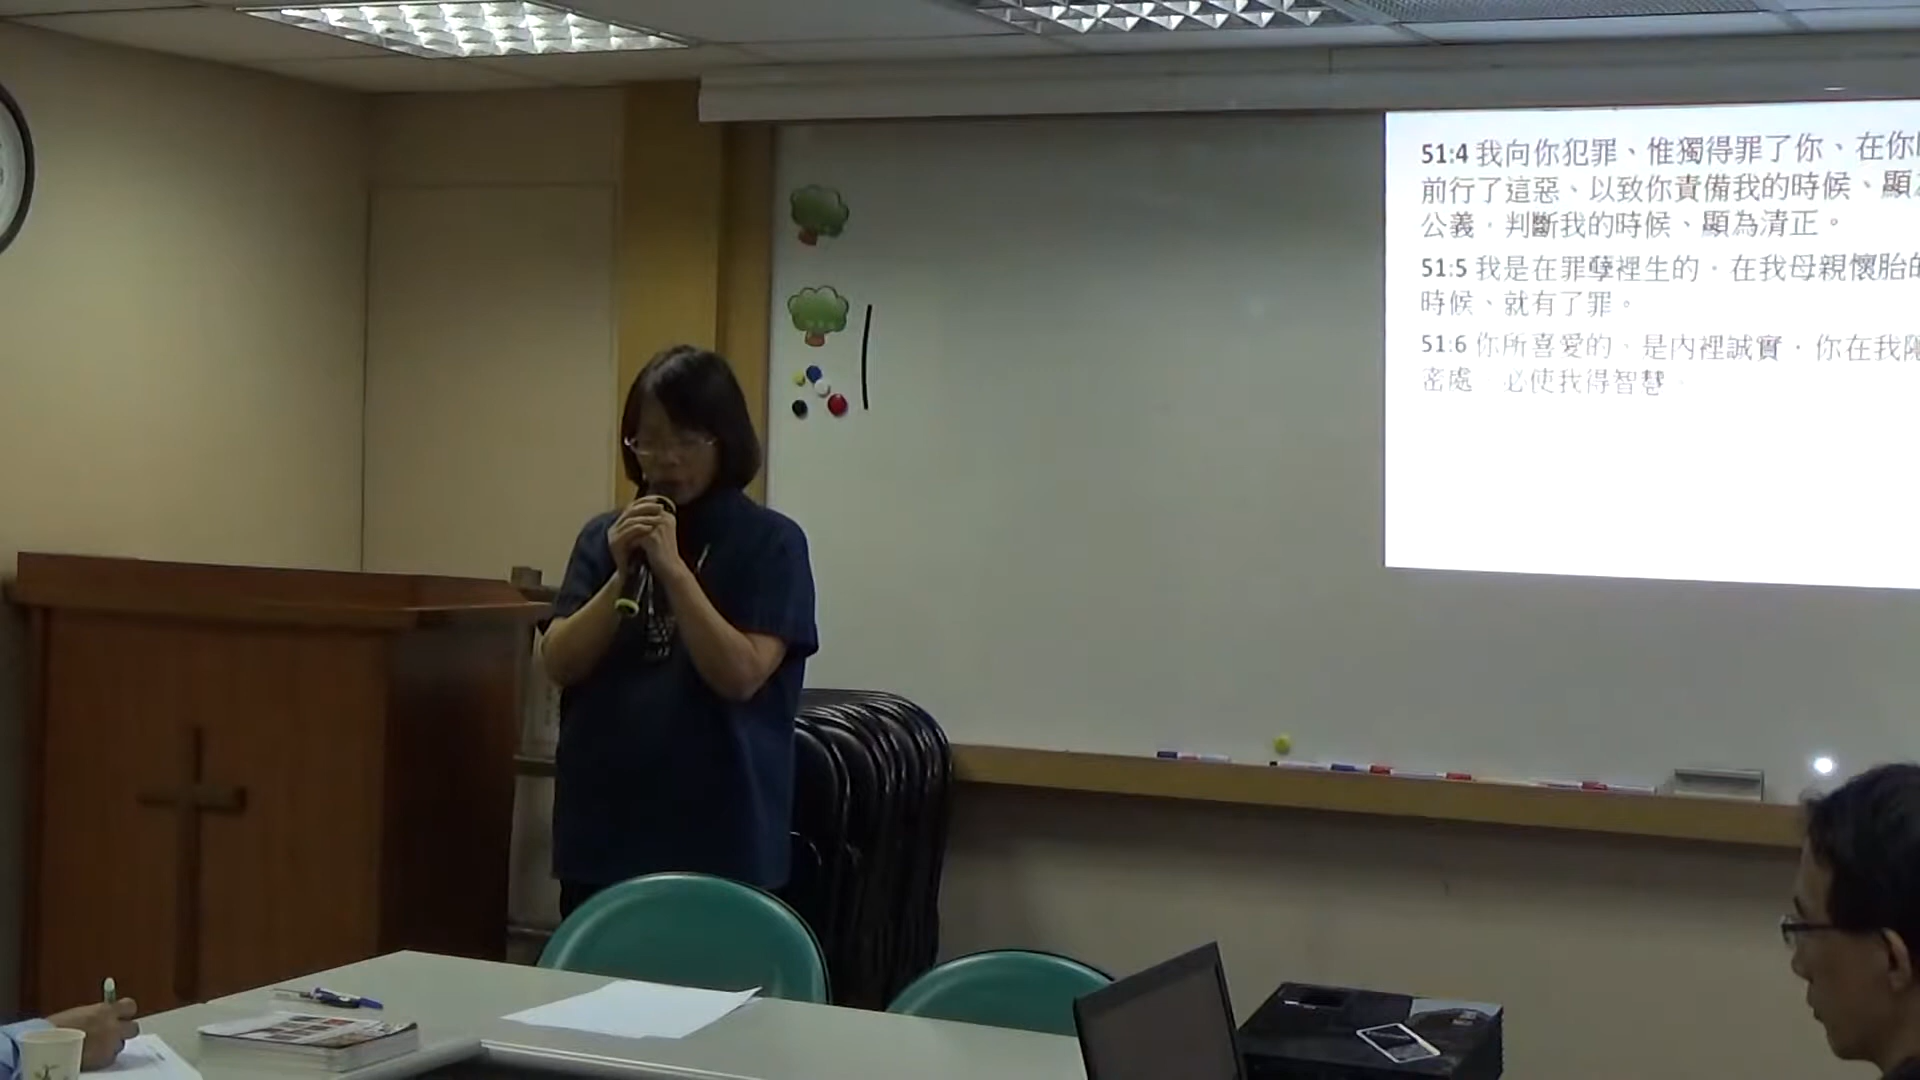 51:4 我向你犯罪、惟獨得罪了你、在你
前行了這惡、以致你責備我的時候、顯
公義．判斷我的時候、顯為清正。
51:5 我是在罪孽裡生的．在我母親懷胎的
時候、就有了罪。
51:6 你所喜愛的、是內裡誠實．你在我隱
密處、必使我得智慧．